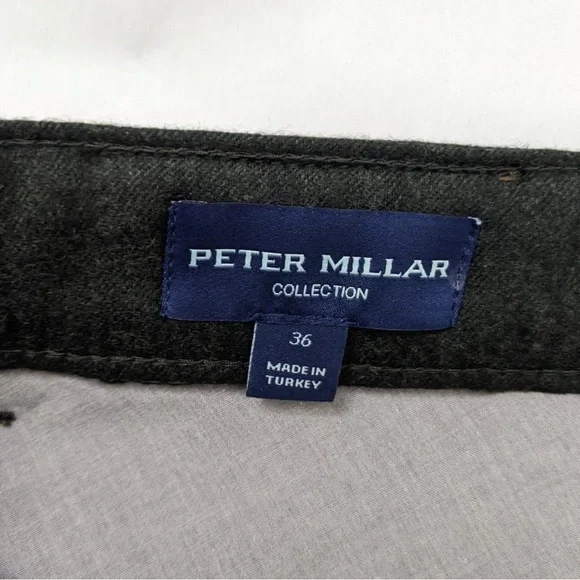 PETER MILLAR
COLLECTION
36
MADE IN
TURKEY